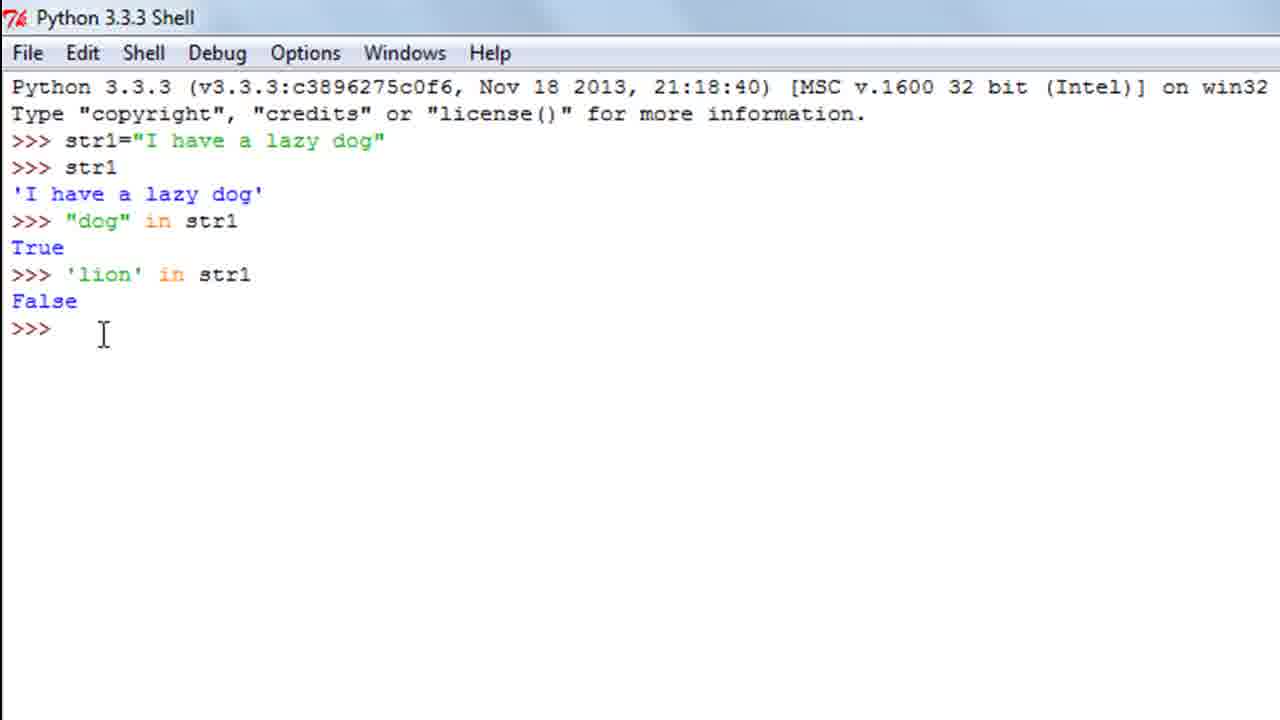 Python 3.3.3 Shell
File Edit Shell Debug Options Windows Help
Python 3.3.3 (v3.3.3:c3896275c0f6, Nov 18 2013, 21:18:40) [MSC v.1600 32 bit (Intel)] on win32
Type "copyright", "credits" or "license()" for more information.
>>> str1="I have a lazy dog"
>>> str1
'I have a lazy dog'
>>> "dog" in str1
True
>>> 'lion' in str1
False
>>>